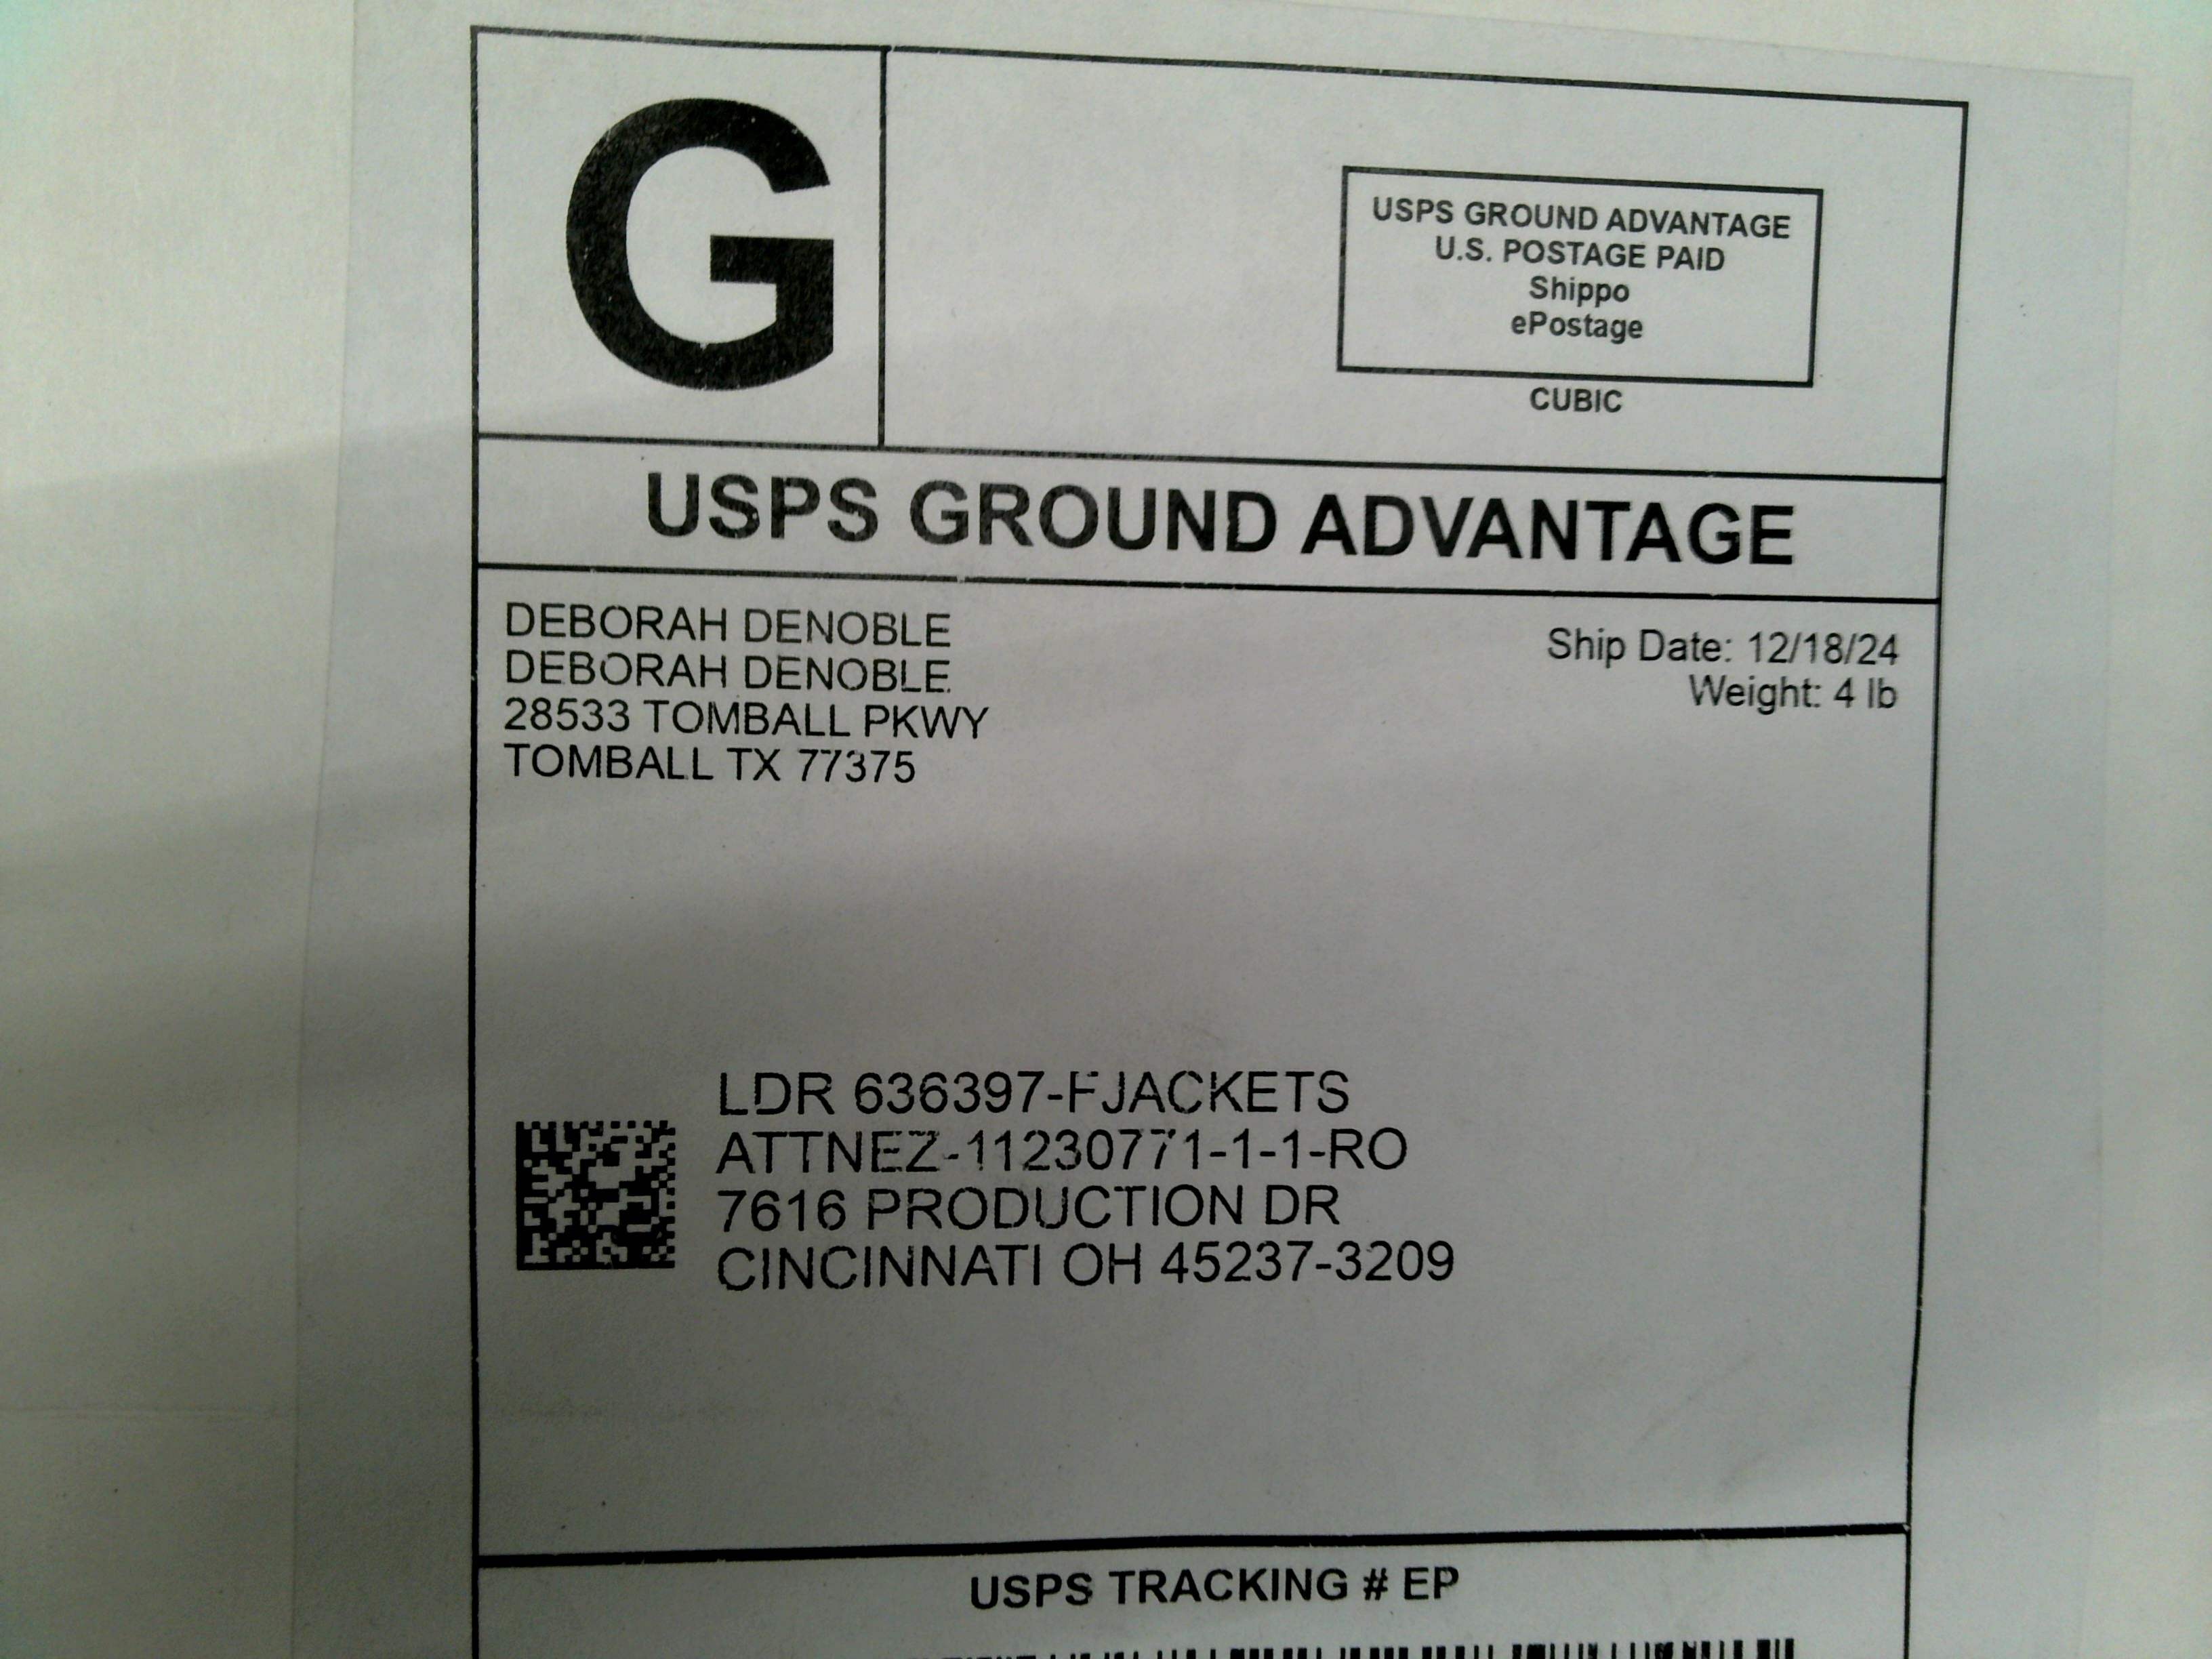 G
USPS GROUND ADVANTAGE
U.S. POSTAGE PAID
Shippo
ePostage
CUBIC
USPS GROUND ADVANTAGE
DEBORAH DENOBLE
DEBORAH DENOBLE
28533 TOMBALL PKWY
TOMBALL TX 77375
Ship Date: 12/18/24
Weight: 4 lb
LDR 636397-FJACKETS
ATTNEZ-11230771-1-1-RO
7616 PRODUCTION DR
CINCINNATI OH 45237-3209
USPS TRACKING # EP